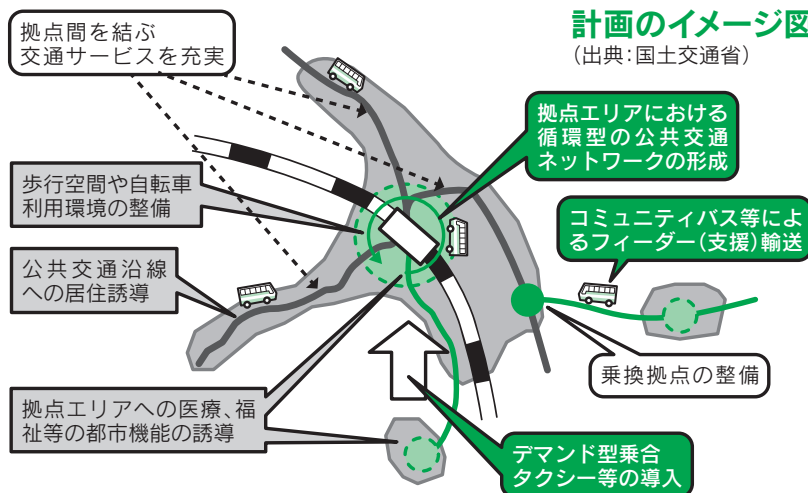 計画のイメージ図
(出典:国土交通省)
拠点間を結ぶ
交通サービスを充実
拠点エリアにおける
循環型の公共交通
ネットワークの形成
歩行空間や自転車
利用環境の整備
コミュニティバス等によ
るフィーダー(支援)輸送
公共交通沿線
への居住誘導
乗換拠点の整備
拠点エリアへの医療、福
祉等の都市機能の誘導
デマンド型乗合
タクシー等の導入